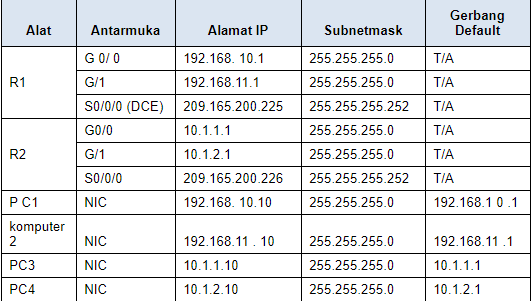 Alat Antarmuka Alamat IP Subnetmask Gerbang Default
R1 G 0/ 0 192.168. 10.1 255.255.255.0 T/A
G/1 192.168.11.1 255.255.255.0 T/A
S0/0/0 (DCE) 209.165.200.225 255.255.255.252 T/A
R2 G0/0 10.1.1.1 255.255.255.0 T/A
G/1 10.1.2.1 255.255.255.0 T/A
S0/0/0 209.165.200.226 255.255.255.252 T/A
P C1 NIC 192.168. 10.10 255.255.255.0 192.168.1 0 .1
komputer
2 NIC 192.168.11 . 10 255.255.255.0 192.168.11 .1
PC3 NIC 10.1.1.10 255.255.255.0 10.1.1.1
PC4 NIC 10.1.2.10 255.255.255.0 10.1.2.1